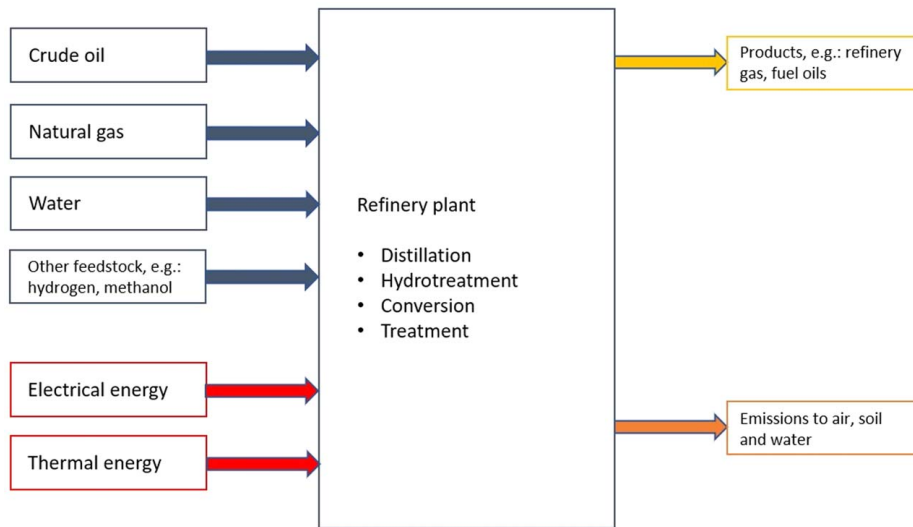 Crude oil
Natural gas
Water
Other feedstock, e.g.:
hydrogen, methanol
Electrical energy
Thermal energy
Refinery plant
• Distillation
• Hydrotreatment
• Conversion
• Treatment
Products, e.g.: refinery
gas, fuel oils
Emissions to air, soil
and water